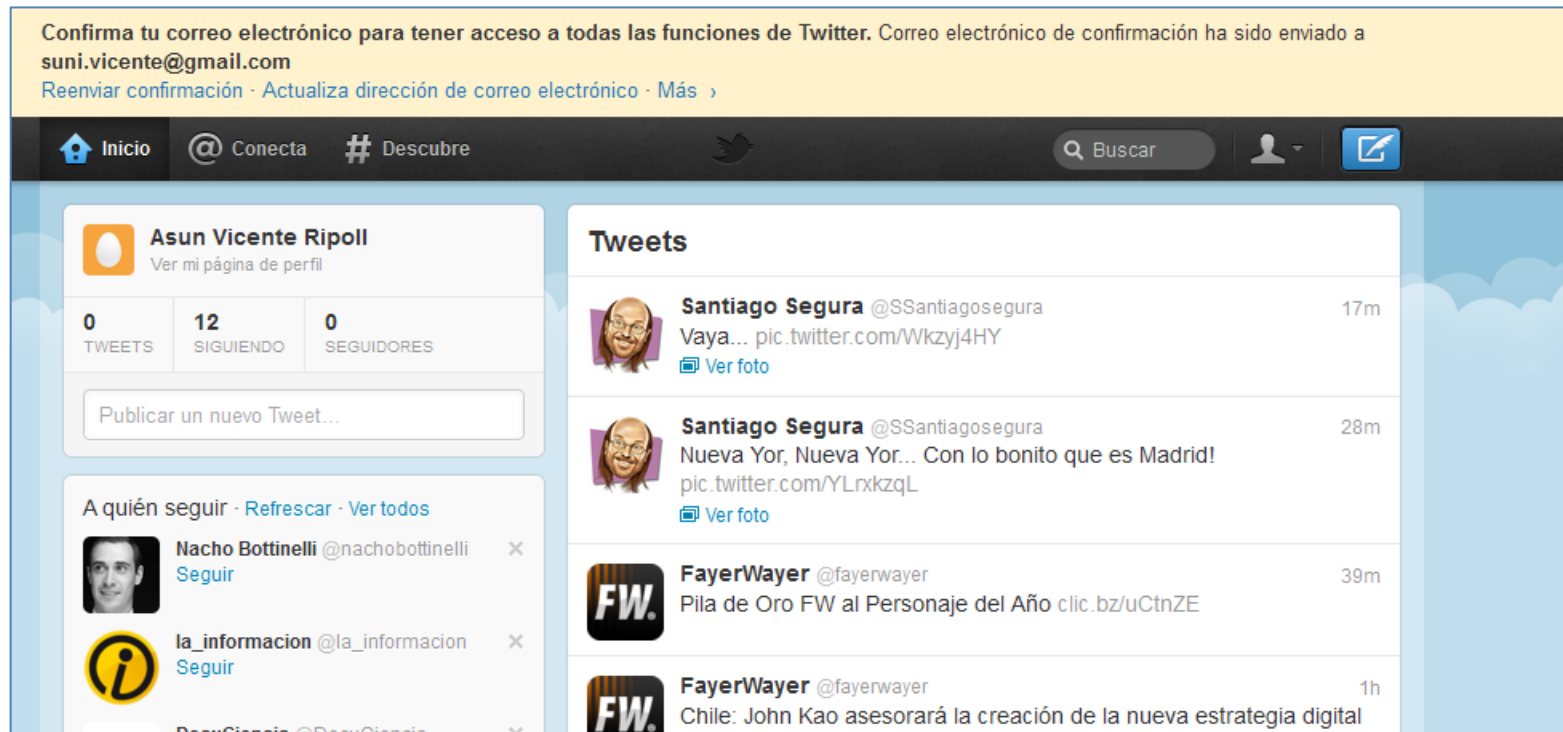 Confirma tu correo electrónico para tener acceso a todas las funciones de Twitter. Correo electrónico de confirmación ha sido enviado a
suni.vicente@gmail.com
Reenviar confirmación · Actualiza dirección de correo electrónico · Más ›
Inicio @ Conecta # Descubre Buscar
Asun Vicente Ripoll
Ver mi página de perfil
0 12 0
TWEETS SIGUIENDO SEGUIDORES
Publicar un nuevo Tweet...
A quién seguir · Refrescar · Ver todos
Nacho Bottinelli @nachobottinelli ×
Seguir
la_informacion @la_informacion ×
Seguir
Tweets
Santiago Segura @SSantiagosegura 17m
Vaya... pic.twitter.com/Wkzyj4HY
Ver foto
Santiago Segura @SSantiagosegura 28m
Nueva Yor, Nueva Yor... Con lo bonito que es Madrid!
pic.twitter.com/YLrxkzqL
Ver foto
FW.
FayerWayer @fayerwayer 39m
Pila de Oro FW al Personaje del Año clic.bz/uCtnZE
FW.
FayerWayer @fayerwayer 1h
Chile: John Kao asesorará la creación de la nueva estrategia digital